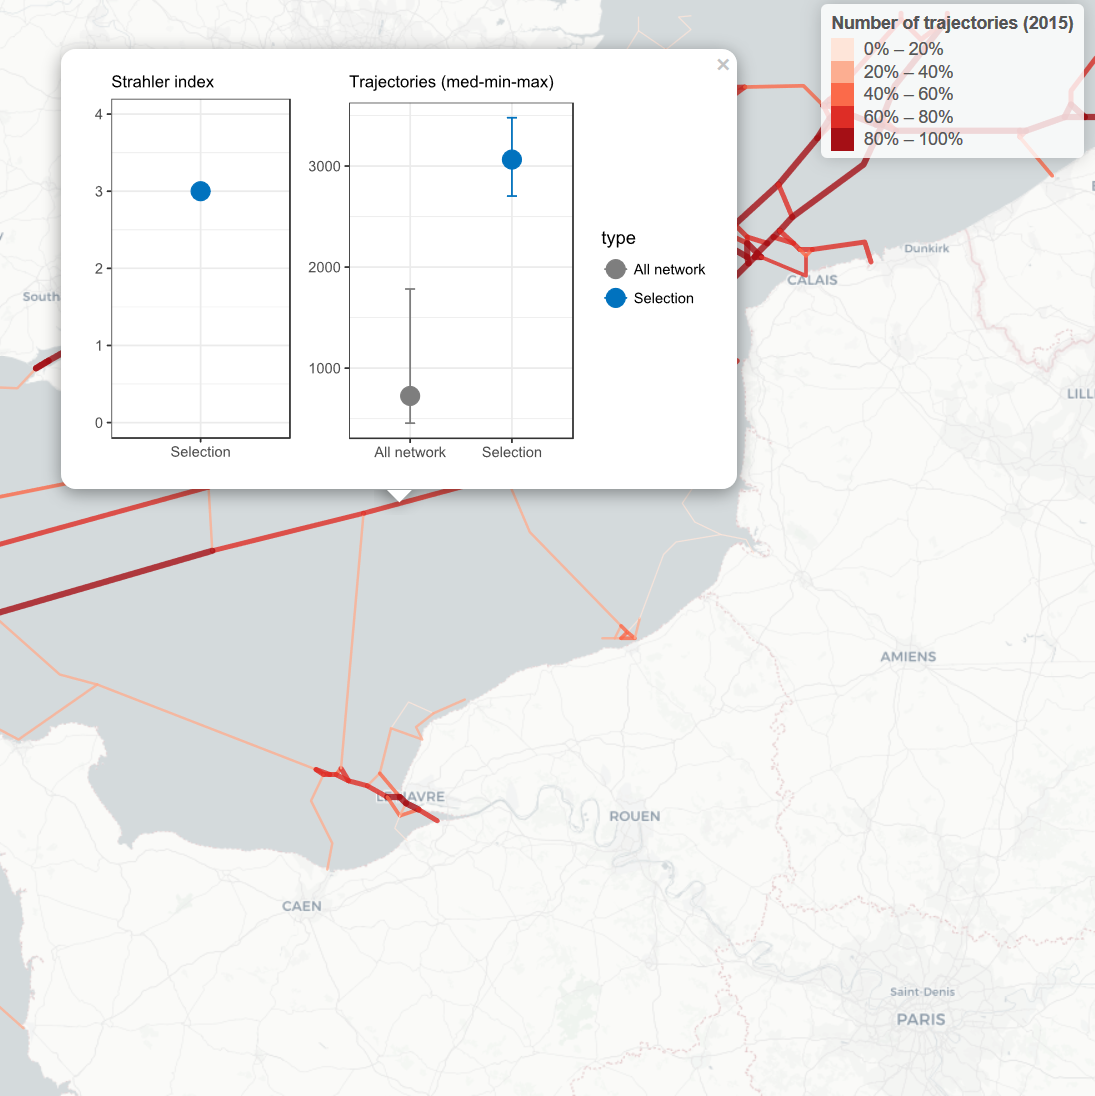 Number of trajectories (2015)
0% – 20%
20% – 40%
40% – 60%
60% – 80%
80% – 100%
×
Strahler index
4
3
2
1
0
Selection
Trajectories (med-min-max)
3000
2000
1000
All network
Selection
type
All network
Selection
South
Dunkirk
CALAIS
LILL
AMIENS
LE HAVRE
ROUEN
CAEN
Saint-Denis
PARIS